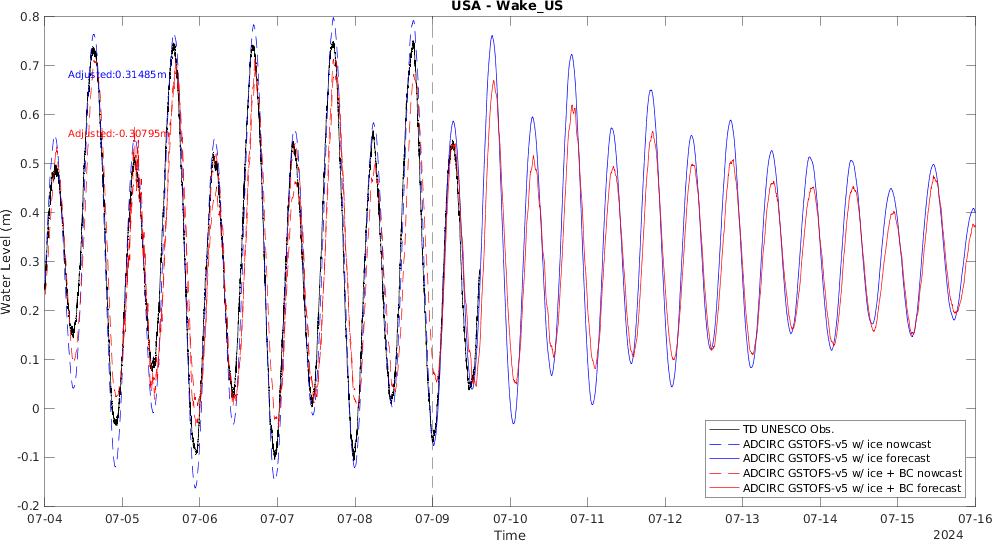 USA - Wake_US
0.8
0.7
0.6
0.5
0.4
0.3
0.2
0.1
0
-0.1
-0.2
Water Level (m)
Adjusted:0.31485m
Adjusted:-0.30795m
TD UNESCO Obs.
ADCIRC GSTOFS-v5 w/ ice nowcast
ADCIRC GSTOFS-v5 w/ ice forecast
ADCIRC GSTOFS-v5 w/ ice + BC nowcast
ADCIRC GSTOFS-v5 w/ ice + BC forecast
07-04 07-05 07-06 07-07 07-08 07-09 07-10 07-11 07-12 07-13 07-14 07-15 07-16
Time
2024